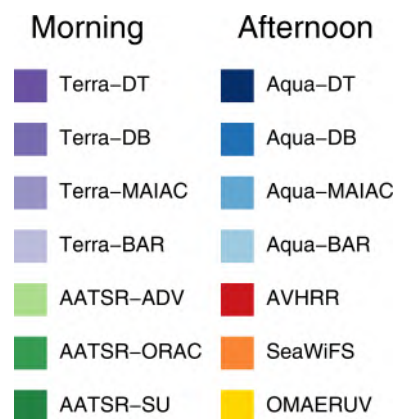 Morning Afternoon
Terra–DT Aqua–DT
Terra–DB Aqua–DB
Terra–MAIAC Aqua–MAIAC
Terra–BAR Aqua–BAR
AATSR–ADV AVHRR
AATSR–ORAC SeaWiFS
AATSR–SU OMAERUV